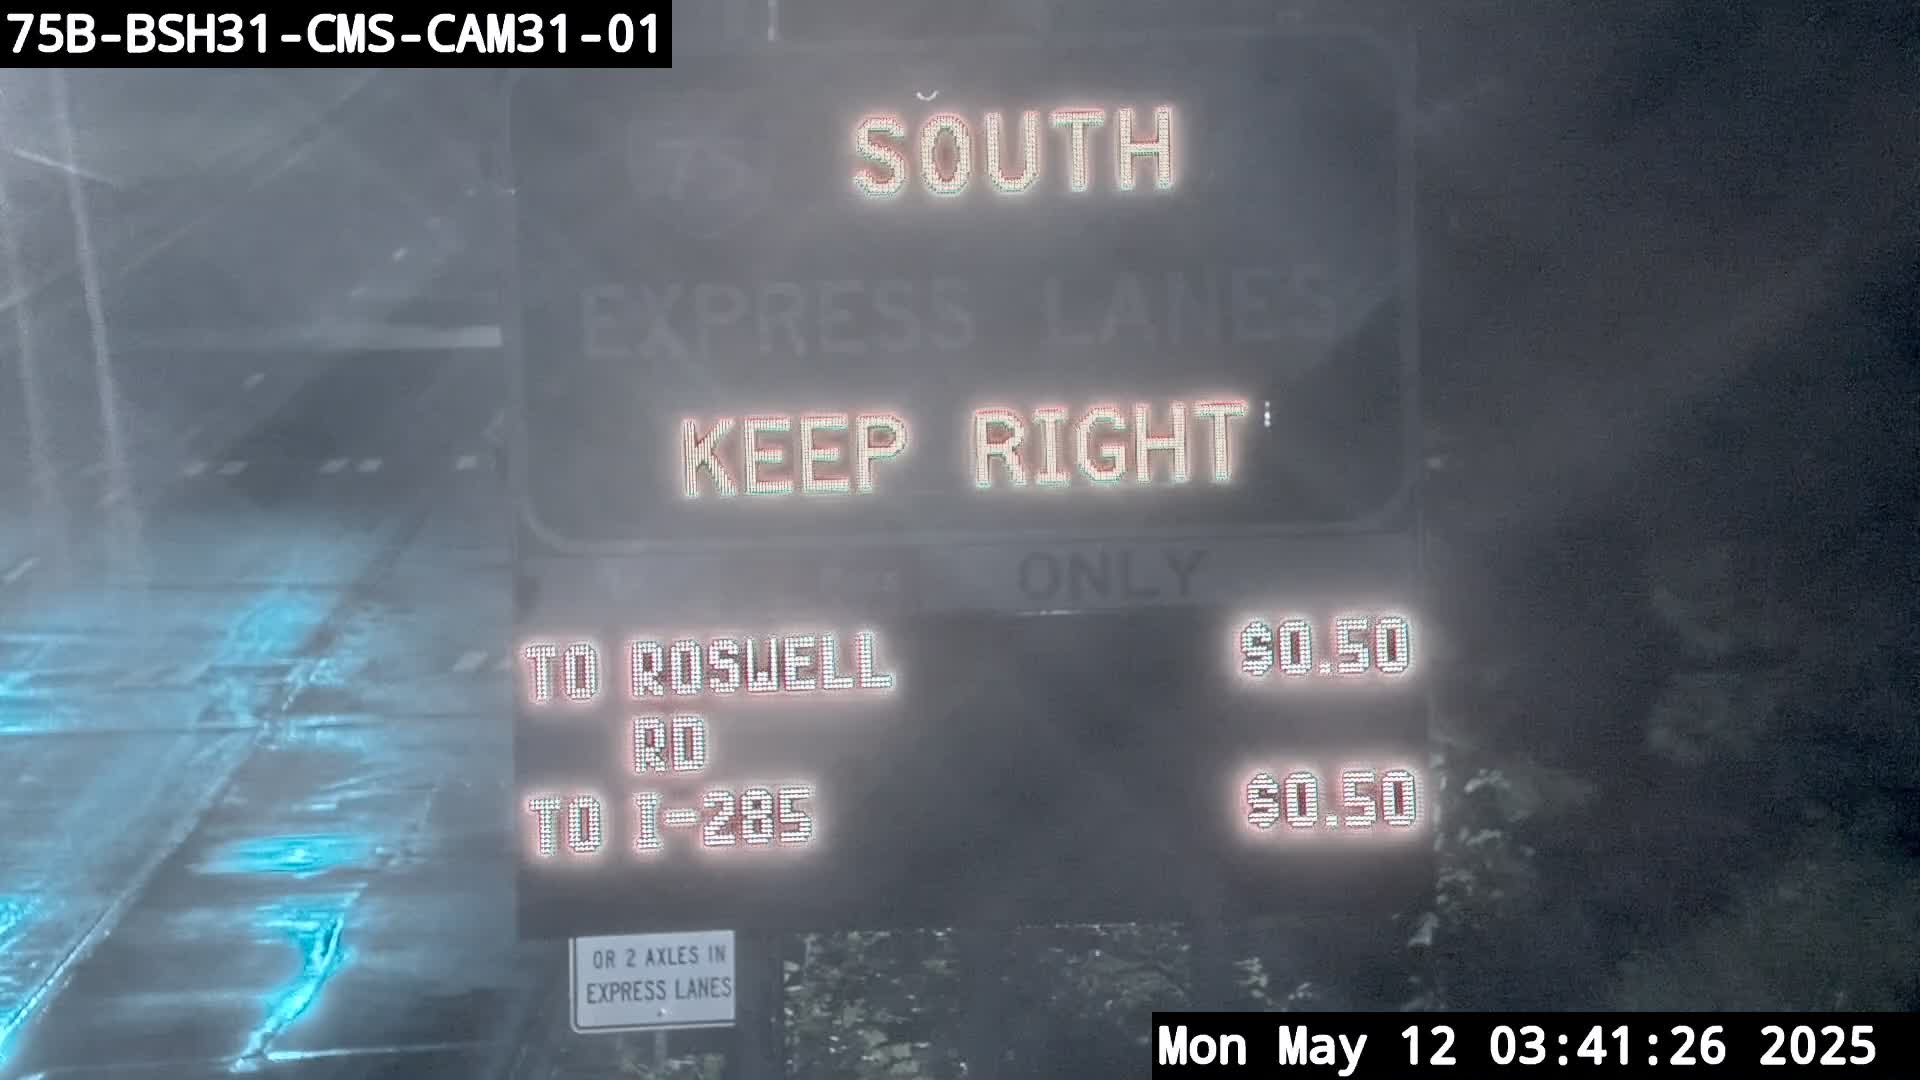 75B-BSH31-CMS-CAM31-01
75 SOUTH
EXPRESS LANES
KEEP RIGHT
ONLY
TO ROSWELL $0.50
RD
TO I-285 $0.50
OR 2 AXLES IN
EXPRESS LANES
Mon May 12 03:41:26 2025